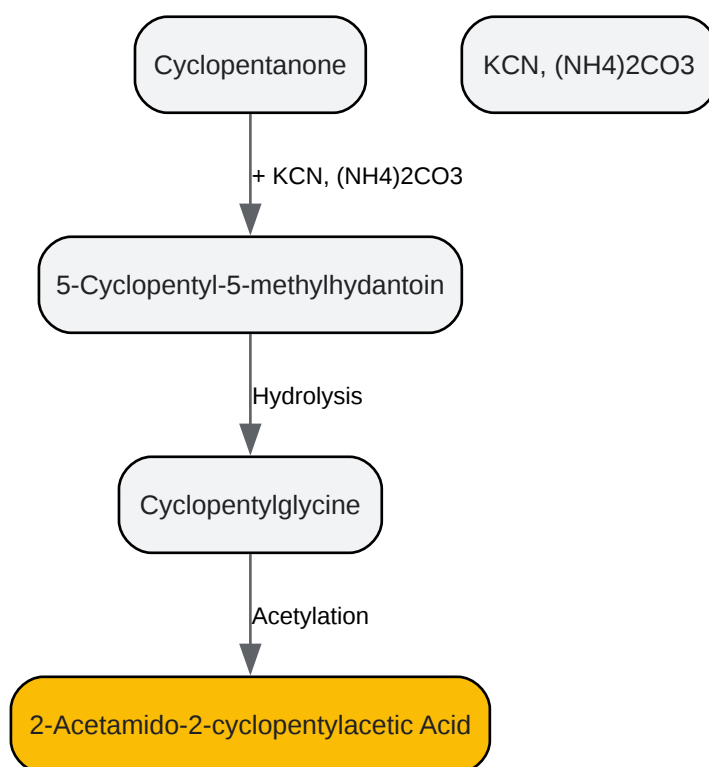 Cyclopentanone
KCN, (NH4)2CO3
+ KCN, (NH4)2CO3
5-Cyclopentyl-5-methylhydantoin
Hydrolysis
Cyclopentylglycine
Acetylation
2-Acetamido-2-cyclopentylacetic Acid